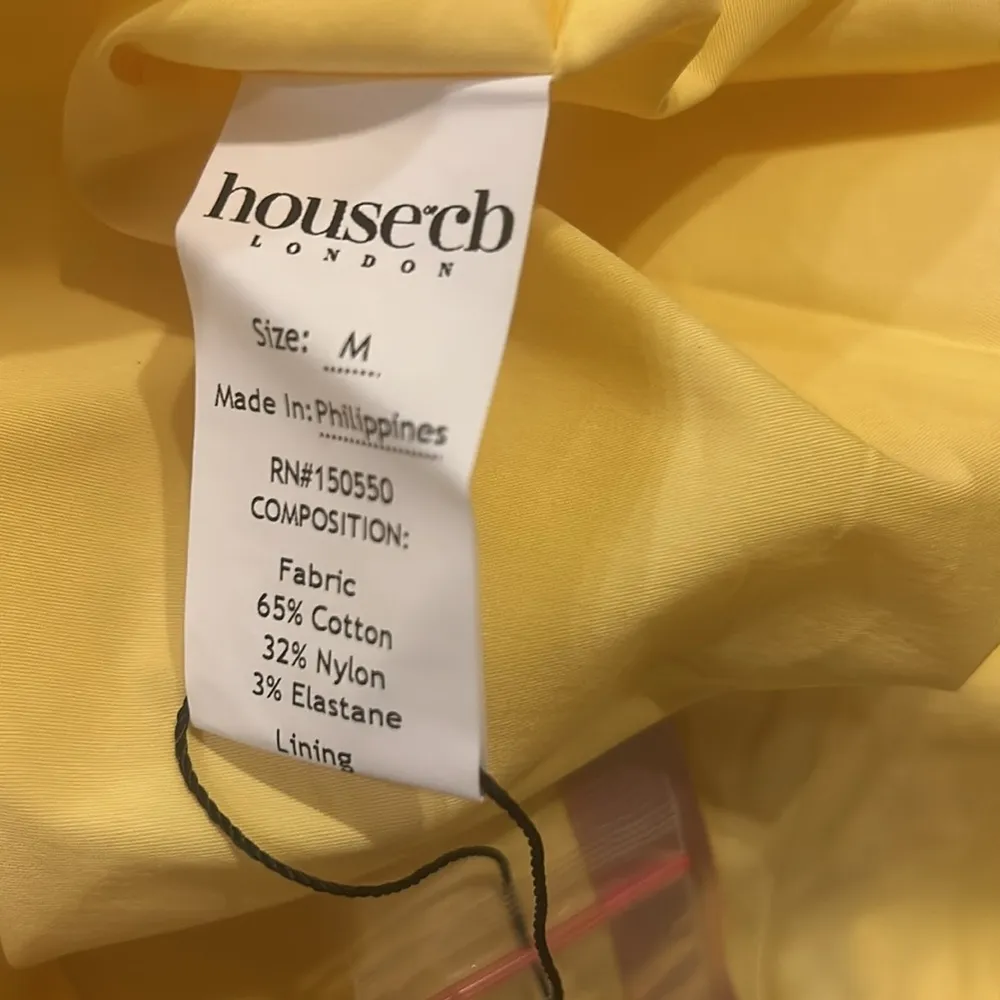 house of cb
LONDON
Size: M
Made In: Philippines
RN#150550
COMPOSITION:
Fabric
65% Cotton
32% Nylon
3% Elastane
Lining